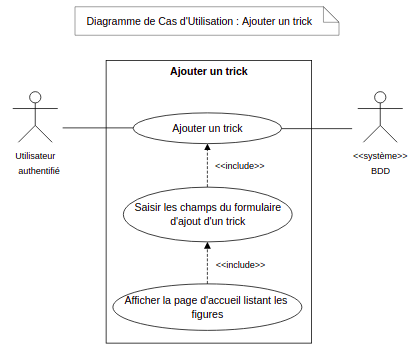 Diagramme de Cas d'Utilisation : Ajouter un trick
Ajouter un trick
Ajouter un trick
Utilisateur
authentifié
<<système>>
BDD
<<include>>
Saisir les champs du formulaire
d'ajout d'un trick
<<include>>
Afficher la page d'accueil listant les
figures